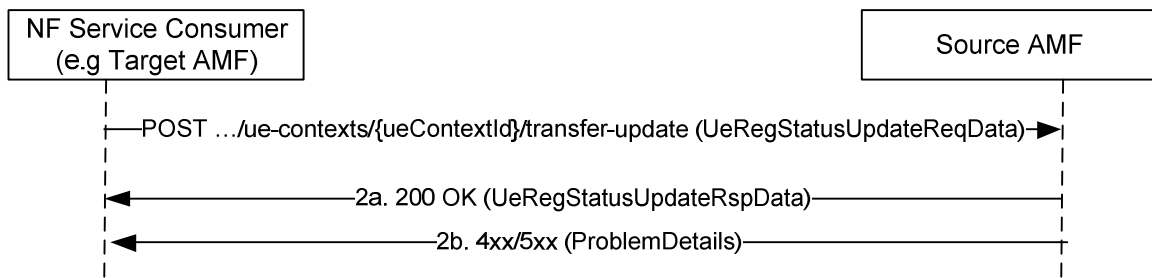 NF Service Consumer
(e.g Target AMF)
Source AMF
POST …/ue-contexts/{ueContextId}/transfer-update (UeRegStatusUpdateReqData)
2a. 200 OK (UeRegStatusUpdateRspData)
2b. 4xx/5xx (ProblemDetails)